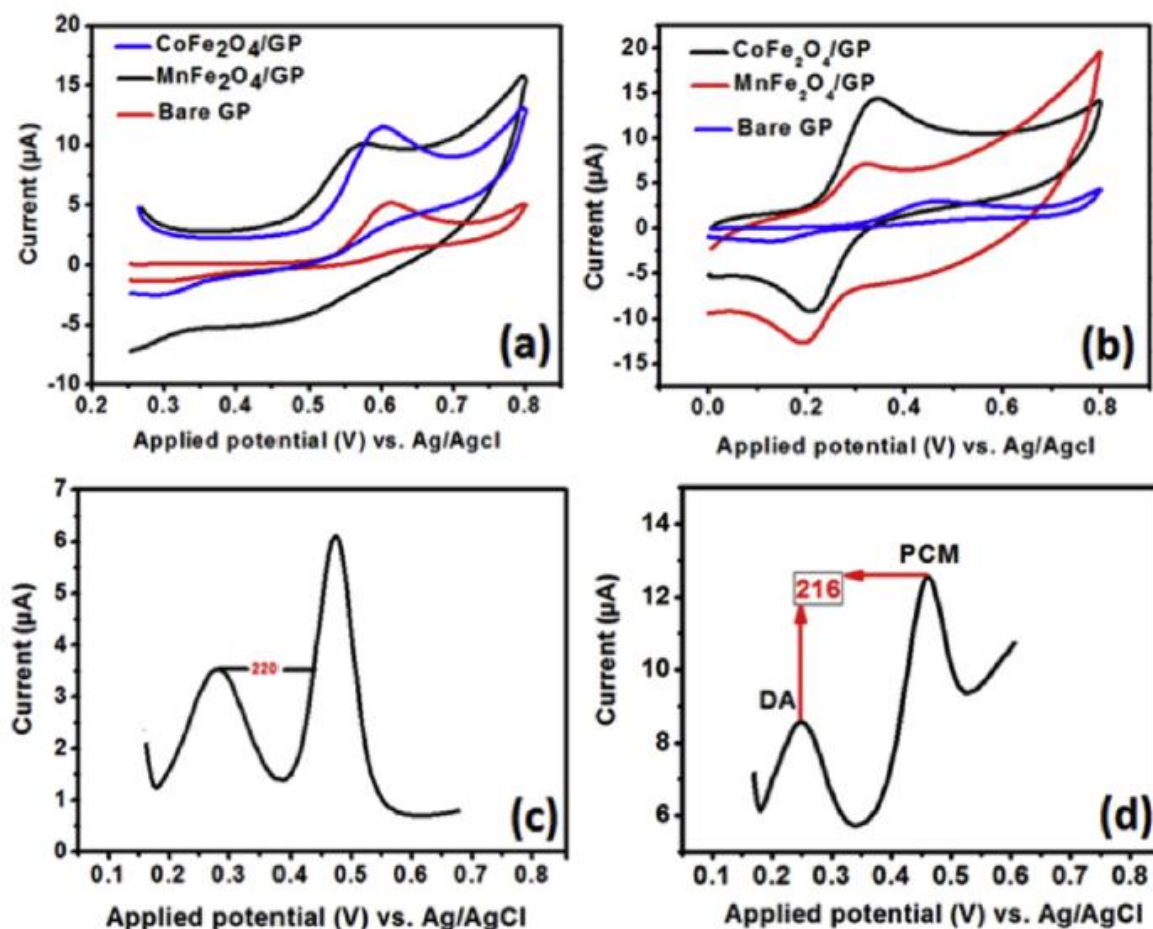 20
15
10
5
0
-5
-10
Current (µA)
CoFe2O4/GP
MnFe2O4/GP
Bare GP
(a)
0.2 0.3 0.4 0.5 0.6 0.7 0.8
Applied potential (V) vs. Ag/Agcl
20
15
10
5
0
-5
-10
-15
Current (µA)
CoFe2O4/GP
MnFe2O4/GP
Bare GP
(b)
0.0 0.2 0.4 0.6 0.8
Applied potential (V) vs. Ag/Agcl
7
6
5
4
3
2
1
0
Current (µA)
220
(c)
0.1 0.2 0.3 0.4 0.5 0.6 0.7 0.8
Applied potential (V) vs. Ag/AgCl
14
12
10
8
6
Current (µA)
PCM
216
DA
(d)
0.1 0.2 0.3 0.4 0.5 0.6 0.7 0.8
Applied potential (V) vs. Ag/AgCl